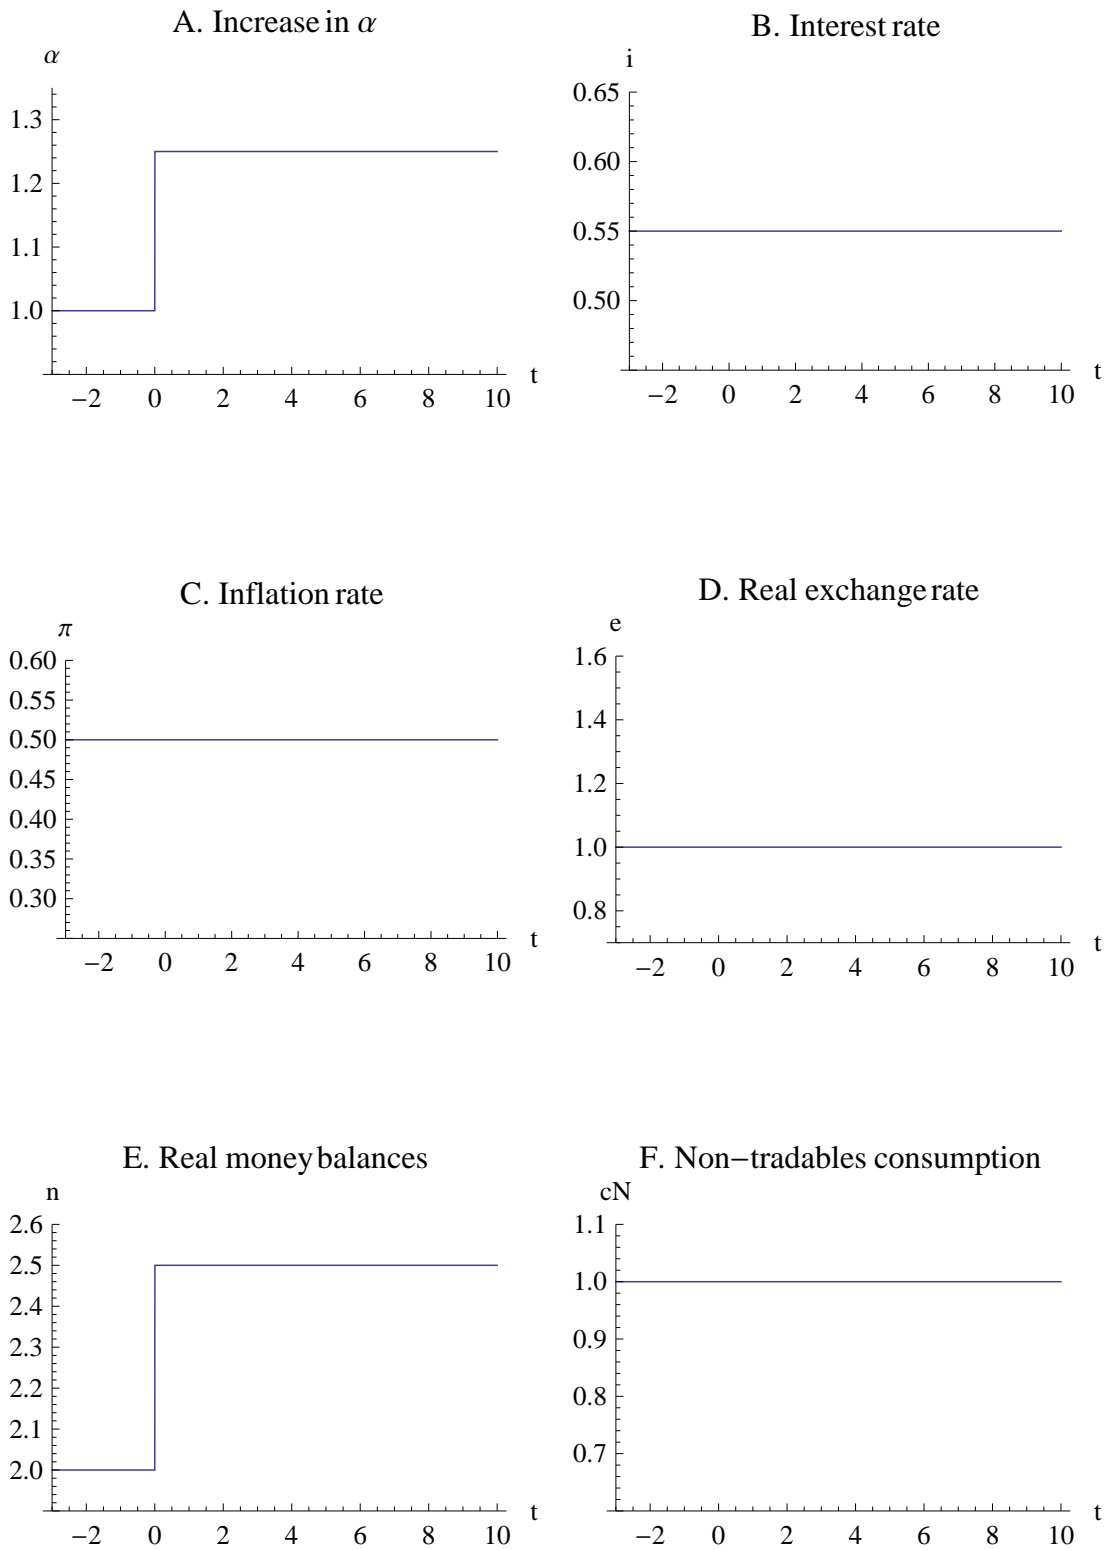 A. Increase in α
α
1.3
1.2
1.1
1.0
−2 0 2 4 6 8 10 t
B. Interest rate
i
0.65
0.60
0.55
0.50
−2 0 2 4 6 8 10 t
C. Inflation rate
π
0.60
0.55
0.50
0.45
0.40
0.35
0.30
−2 0 2 4 6 8 10 t
D. Real exchange rate
e
1.6
1.4
1.2
1.0
0.8
−2 0 2 4 6 8 10 t
E. Real money balances
n
2.6
2.5
2.4
2.3
2.2
2.1
2.0
−2 0 2 4 6 8 10 t
F. Non−tradables consumption
cN
1.1
1.0
0.9
0.8
0.7
−2 0 2 4 6 8 10 t